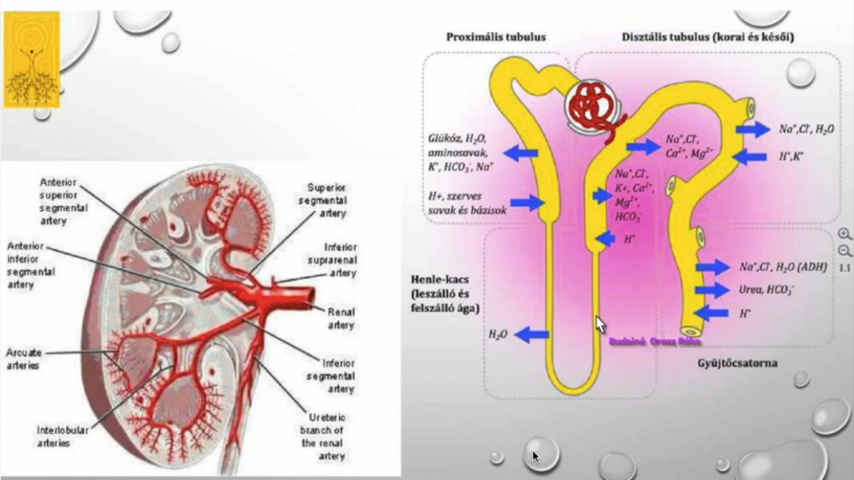 Proximális tubulus
Disztális tubulus (korai és késői)
Glükóz, H₂O,
aminosavak,
K⁺, HCO₃⁻, Na⁺
H+, szerves
savak és bázisok
Na⁺,Cl⁻,
Ca²⁺, Mg²⁺
Na⁺,Cl⁻,
K+, Ca²⁺,
Mg²⁺,
HCO₃⁻
H⁺
Na⁺,Cl⁻, H₂O
H⁺,K⁺
Henle-kacs
(leszálló és
felszálló ága)
H₂O
Na⁺,Cl⁻, H₂O (ADH)
Urea, HCO₃⁻
H⁺
Gyűjtőcsatorna
Anterior
superior
segmental
artery
Anterior
inferior
segmental
artery
Arcuate
arteries
Interlobular
arteries
Superior
segmental
artery
Inferior
suprarenal
artery
Renal
artery
Inferior
segmental
artery
Ureteric
branch of
the renal
artery
1.1